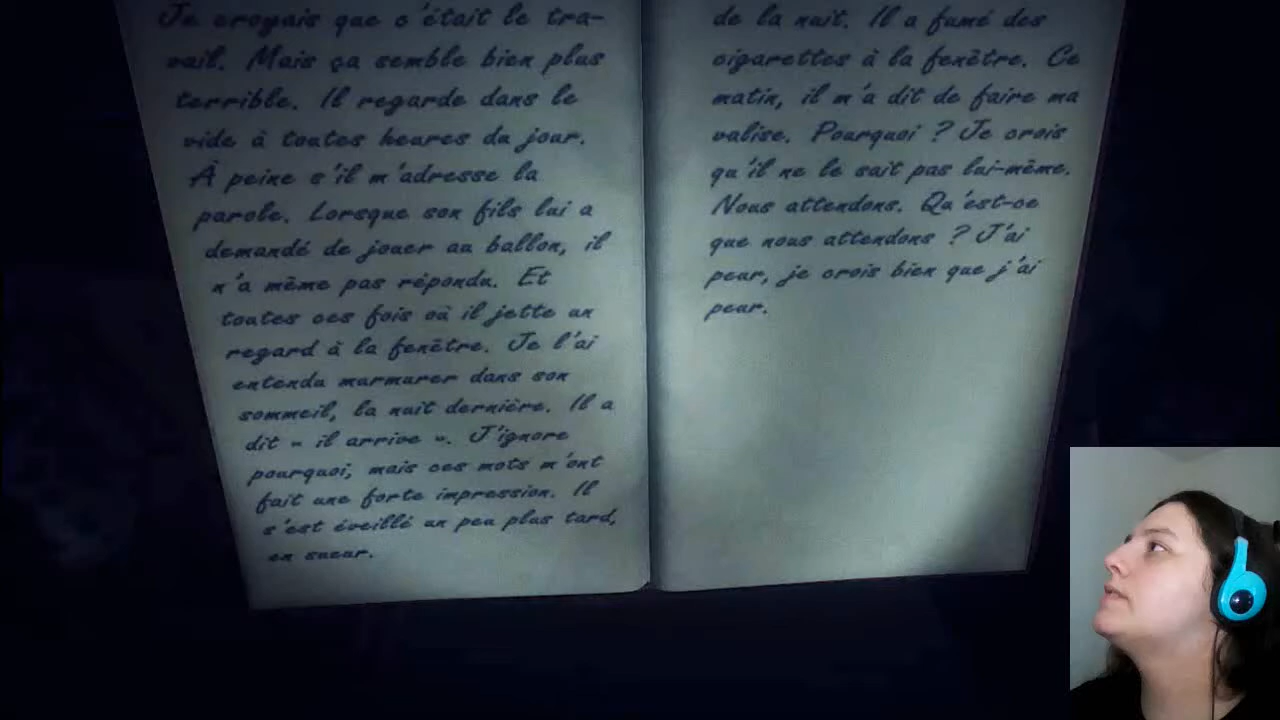 Je croyais que c'était le tra-
vail. Mais ça semble bien plus
terrible. Il regarde dans le
vide à toutes heures du jour.
À peine s'il m'adresse la
parole. Lorsque son fils lui a
demandé de jouer au ballon, il
n'a même pas répondu. Et
toutes ces fois où il jette un
regard à la fenêtre. Je l'ai
entendu marmurer dans son
sommeil, la nuit dernière. Il a
dit « il arrive ». J'ignore
pourquoi, mais ces mots m'ont
fait une forte impression. Il
s'est éveillé un peu plus tard,
en sueur.
de la nuit. Il a fumé des
cigarettes à la fenêtre. Ce
matin, il m'a dit de faire ma
valise. Pourquoi ? Je crois
qu'il ne le sait pas lui-même.
Nous attendons. Qu'est-ce
que nous attendons ? J'ai
peur, je crois bien que j'ai
peur.